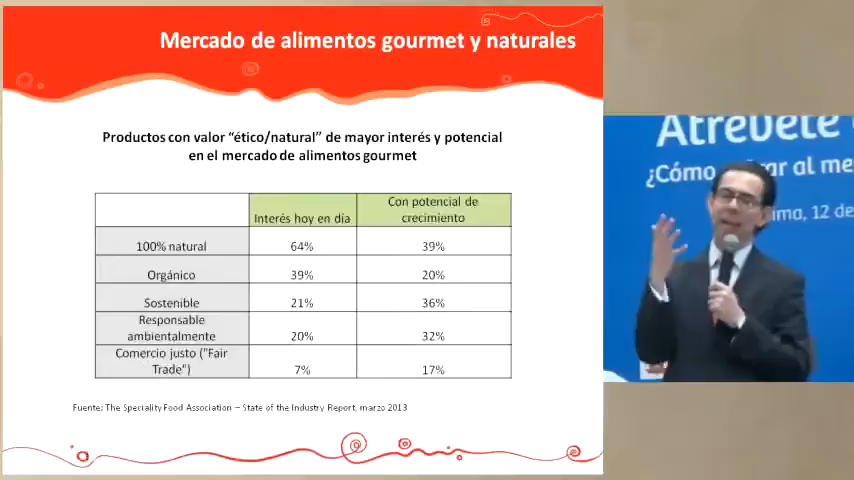 Mercado de alimentos gourmet y naturales
Productos con valor “ético/natural” de mayor interés y potencial
en el mercado de alimentos gourmet
Interés hoy en día
Con potencial de
crecimiento
100% natural 64% 39%
Orgánico 39% 20%
Sostenible 21% 36%
Responsable
ambientalmente 20% 32%
Comercio justo ("Fair
Trade") 7% 17%
Fuente: The Speciality Food Association – State of the Industry Report, marzo 2013
Atrévete
¿Cómo al me
12 de